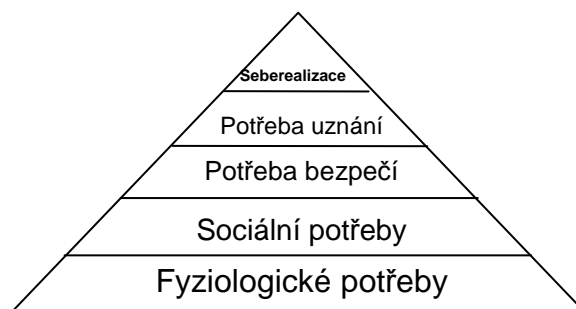 Seberealizace
Potřeba uznání
Potřeba bezpečí
Sociální potřeby
Fyziologické potřeby